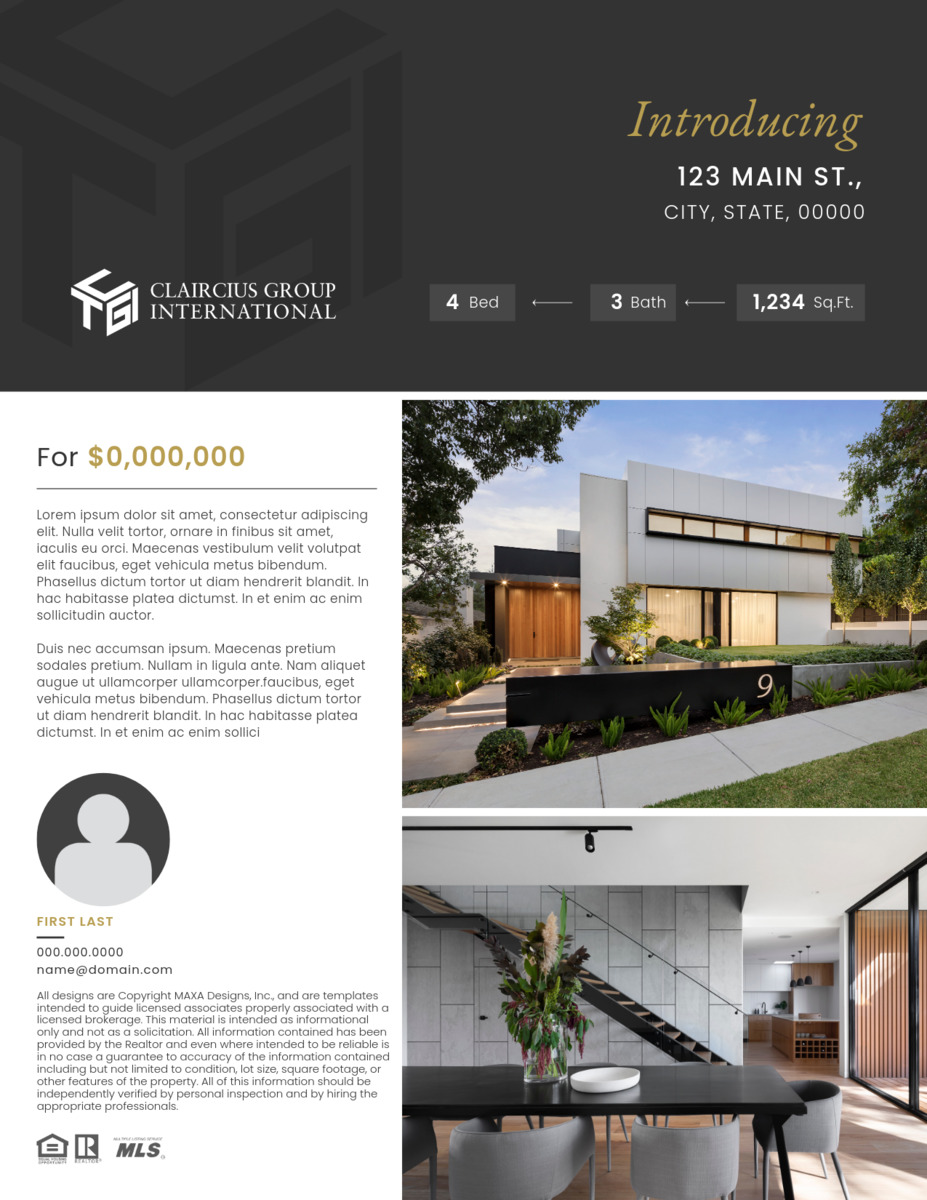 Introducing
123 MAIN ST.,
CITY, STATE, 00000
CLAIRCIUS GROUP
INTERNATIONAL
4 Bed
3 Bath
1,234 Sq.Ft.
For $0,000,000
Lorem ipsum dolor sit amet, consectetur adipiscing
elit. Nulla velit tortor, ornare in finibus sit amet,
iaculis eu orci. Maecenas vestibulum velit volutpat
elit faucibus, eget vehicula metus bibendum.
Phasellus dictum tortor ut diam hendrerit blandit. In
hac habitasse platea dictumst. In et enim ac enim
sollicitudin auctor.
Duis nec accumsan ipsum. Maecenas pretium
sodales pretium. Nullam in ligula ante. Nam aliquet
augue ut ullamcorper ullamcorper.faucibus, eget
vehicula metus bibendum. Phasellus dictum tortor
ut diam hendrerit blandit. In hac habitasse platea
dictumst. In et enim ac enim sollici
9
FIRST LAST
000.000.0000
name@domain.com
All designs are Copyright MAXA Designs, Inc., and are templates
intended to guide licensed associates properly associated with a
licensed brokerage. This material is intended as informational
only and not as a solicitation. All information contained has been
provided by the Realtor and even where intended to be reliable is
in no case a guarantee to accuracy of the information contained
including but not limited to condition, lot size, square footage, or
other features of the property. All of this information should be
independently verified by personal inspection and by hiring the
appropriate professionals.
EQUAL HOUSING
OPPORTUNITY
R
REALTOR®
MULTIPLE LISTING SERVICE
MLS